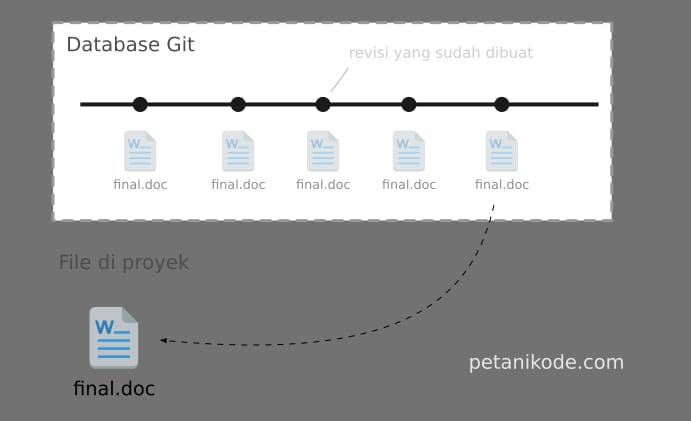 Database Git
revisi yang sudah dibuat
W
W
W
W
W
final.doc
final.doc
final.doc
final.doc
final.doc
File di proyek
W
final.doc
petanikode.com